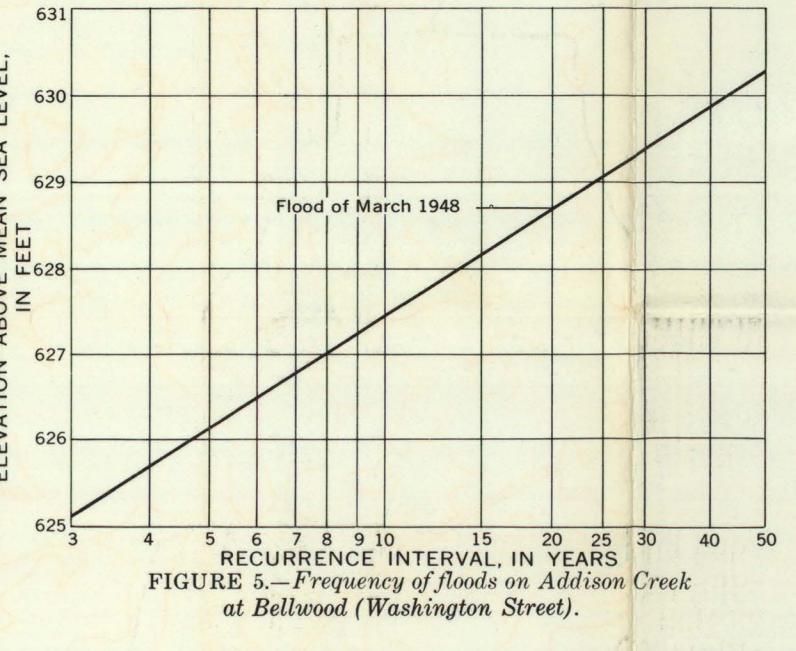 631
630
629
628
627
626
625
ELEVATION ABOVE MEAN SEA LEVEL,
IN FEET
Flood of March 1948
3 4 5 6 7 8 9 10 15 20 25 30 40 50
RECURRENCE INTERVAL, IN YEARS
FIGURE 5.—Frequency of floods on Addison Creek
at Bellwood (Washington Street).